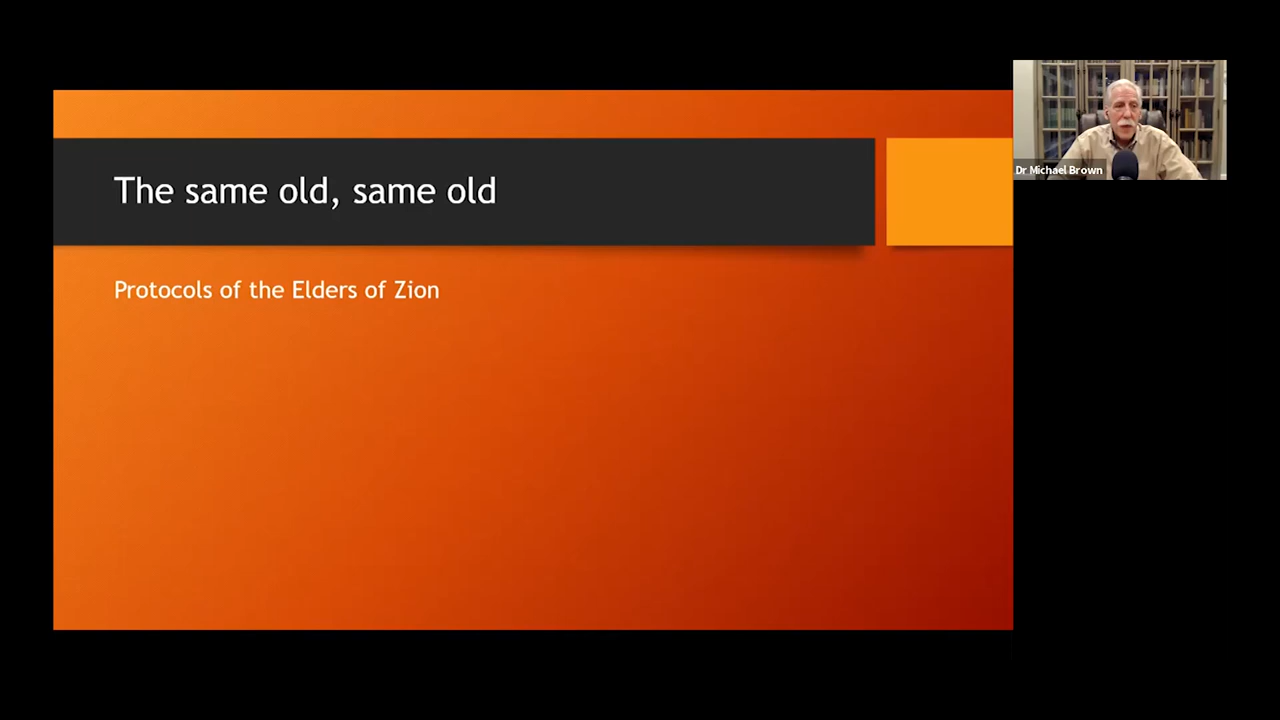 The same old, same old
Protocols of the Elders of Zion
Dr Michael Brown